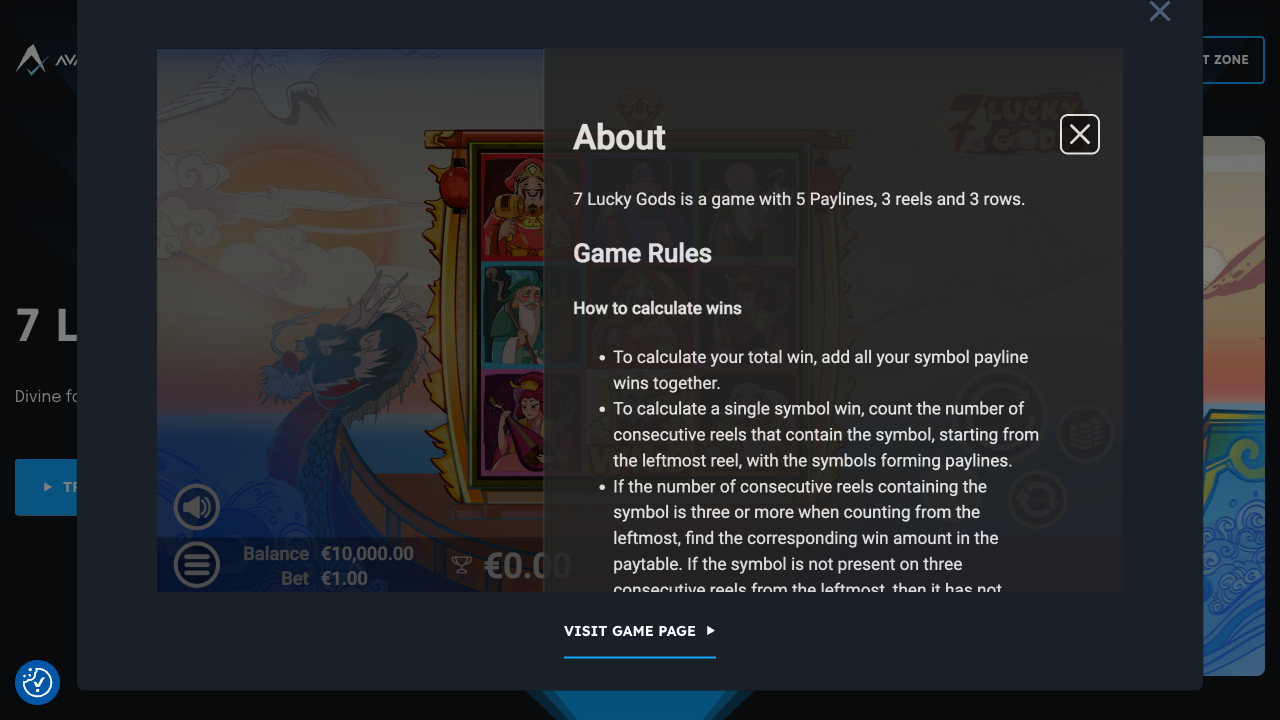 AVA
T ZONE
7 LUCKY GODS
About
7 Lucky Gods is a game with 5 Paylines, 3 reels and 3 rows.
Game Rules
How to calculate wins
• To calculate your total win, add all your symbol payline
wins together.
• To calculate a single symbol win, count the number of
consecutive reels that contain the symbol, starting from
the leftmost reel, with the symbols forming paylines.
• If the number of consecutive reels containing the
symbol is three or more when counting from the
leftmost, find the corresponding win amount in the
paytable. If the symbol is not present on three
consecutive reels from the leftmost, then it has not
7 L
Divine fo
TR
Balance €10,000.00
Bet €1.00
€0.00
VISIT GAME PAGE